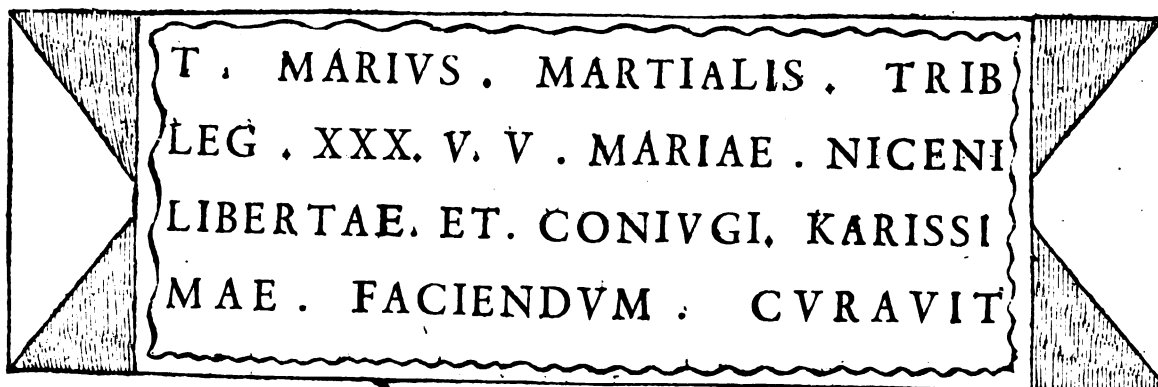 T . MARIVS . MARTIALIS . TRIB
LEG . XXX. V. V . MARIAE . NICENI
LIBERTAE. ET. CONIVGI. KARISSI
MAE . FACIENDVM . CVRAVIT